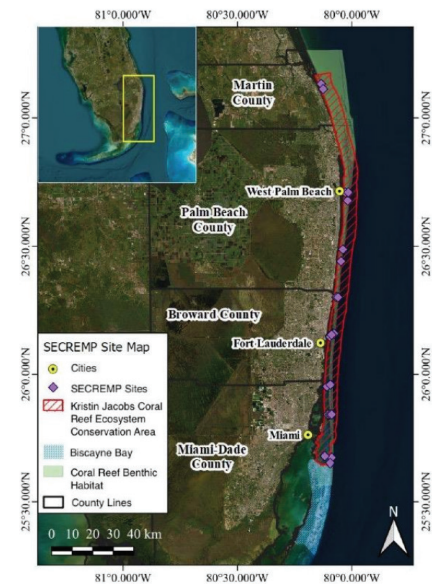 81°0.000'N
80°30.000'N
80°0.000'N
27°0.000'N
26°30.000'N
26°0.000'N
25°30.000'N
Martin
County
West Palm Beach
Palm Beach
County
Broward County
Fort Lauderdale
Miami
Miami-Dade
County
SECREMP Site Map
Cities
SECREMP Sites
Kristin Jacobs Coral
Reef Ecosystem
Conservation Area
Biscayne Bay
Coral Reef Benthic
Habitat
County Lines
0 10 20 30 40 km
N
27°0.000'N
26°30.000'N
26°0.000'N
25°30.000'N
81°0.000'N
80°30.000'N
80°0.000'N